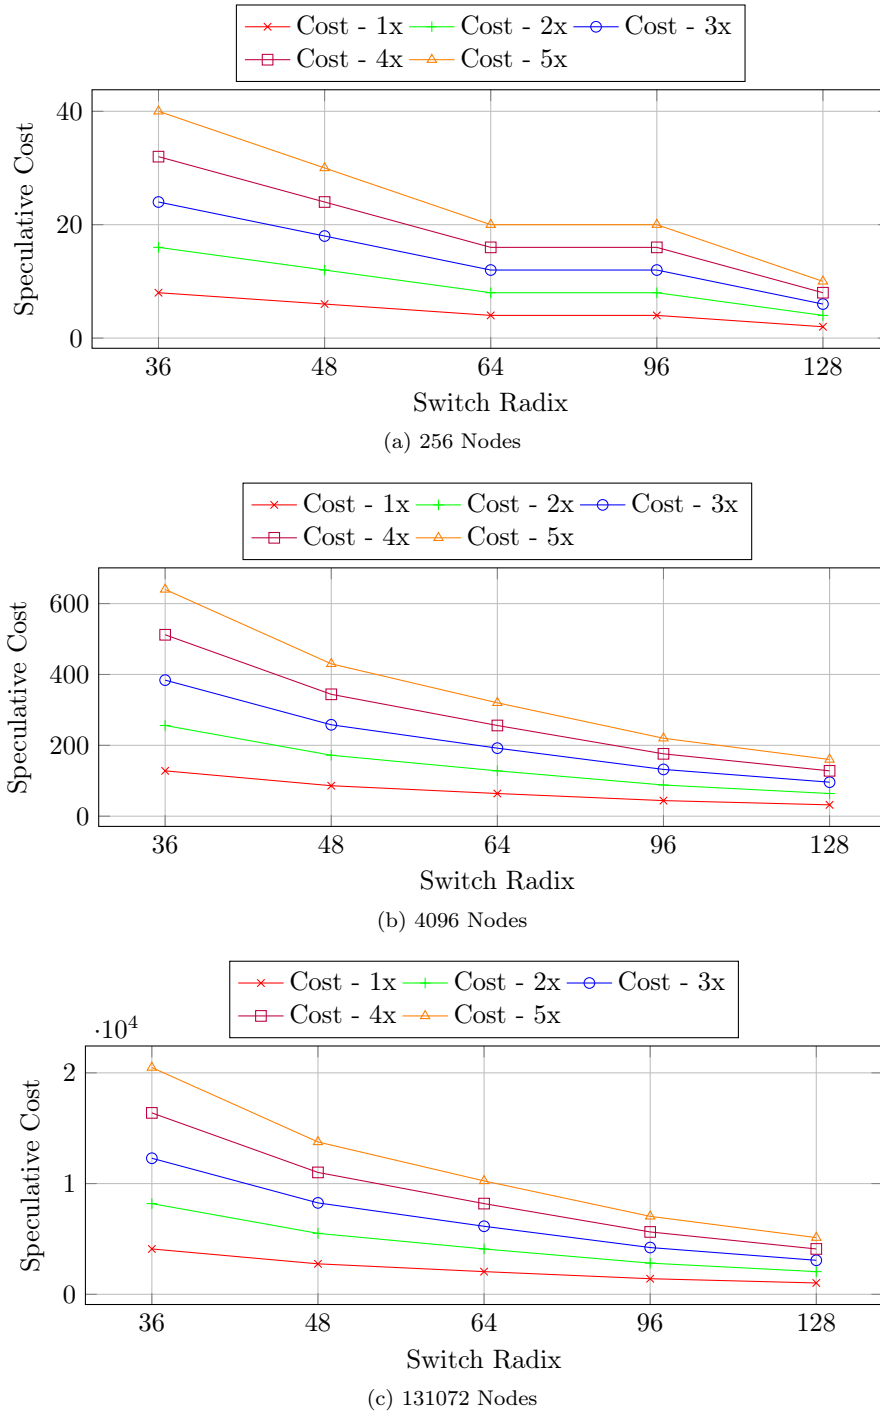 Cost - 1x Cost - 2x Cost - 3x
Cost - 4x Cost - 5x
40
20
0
Speculative Cost
36 48 64 96 128
Switch Radix
(a) 256 Nodes
Cost - 1x Cost - 2x Cost - 3x
Cost - 4x Cost - 5x
600
400
200
0
Speculative Cost
36 48 64 96 128
Switch Radix
(b) 4096 Nodes
Cost - 1x Cost - 2x Cost - 3x
Cost - 4x Cost - 5x
·10⁴
2
1
0
Speculative Cost
36 48 64 96 128
Switch Radix
(c) 131072 Nodes